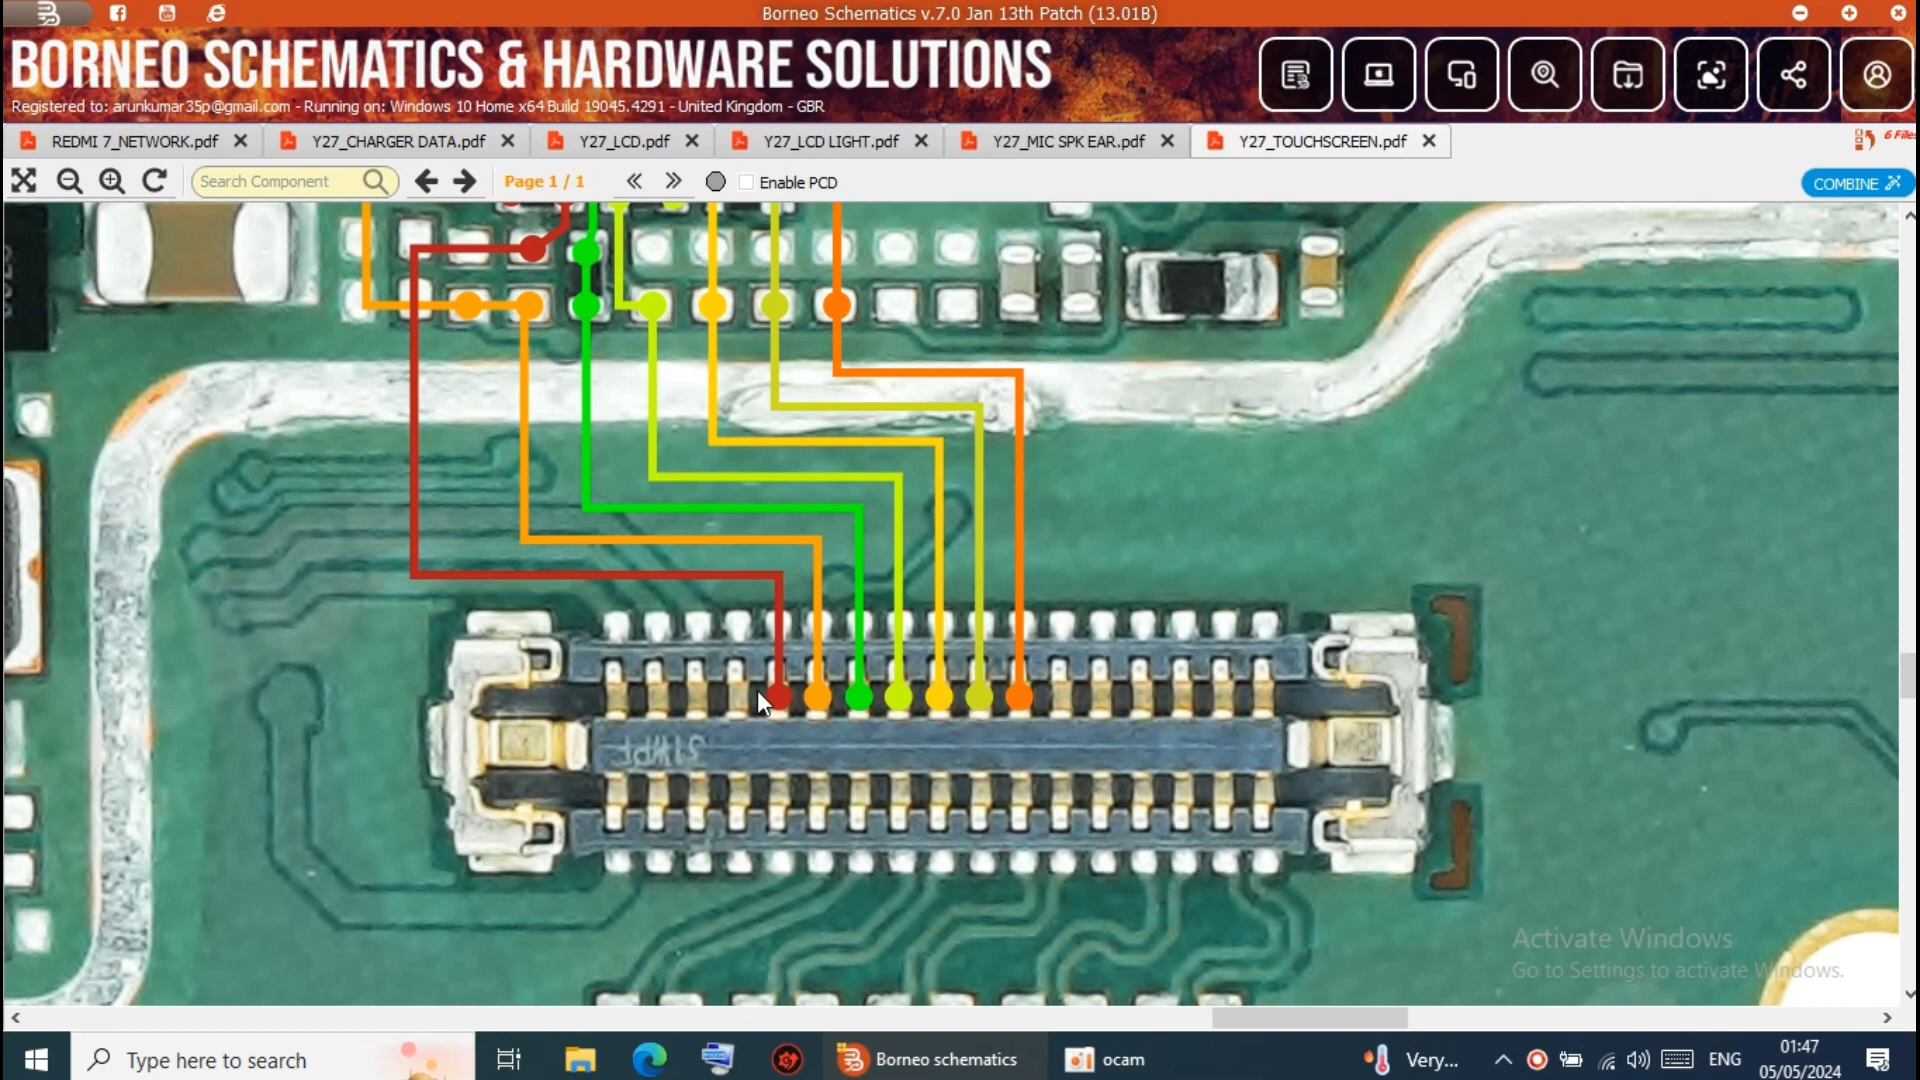 Borneo Schematics v.7.0 Jan 13th Patch (13.01B)
BORNEO SCHEMATICS & HARDWARE SOLUTIONS
Registered to: arunkumar35p@gmail.com - Running on: Windows 10 Home x64 Build 19045.4291 - United Kingdom - GBR
REDMI 7_NETWORK.pdf Y27_CHARGER DATA.pdf Y27_LCD.pdf Y27_LCD LIGHT.pdf Y27_MIC SPK EAR.pdf Y27_TOUCHSCREEN.pdf 6 Files
Search Component Page 1 / 1 Enable PCD COMBINE
Activate Windows
Go to Settings to activate Windows.
Type here to search Borneo schematics ocam Very... ENG 01:47
05/05/2024